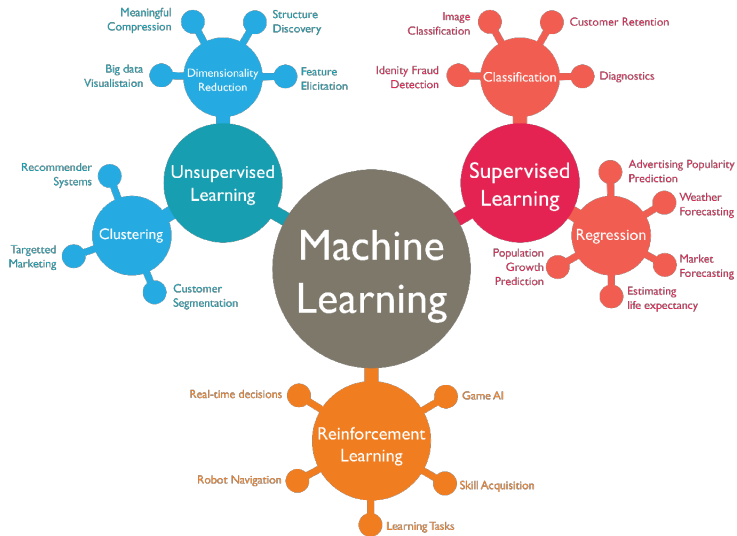 Machine
Learning
Unsupervised
Learning
Dimensionality
Reduction
Meaningful
Compression
Structure
Discovery
Big data
Visualistaion
Feature
Elicitation
Clustering
Recommender
Systems
Targetted
Marketing
Customer
Segmentation
Supervised
Learning
Classification
Image
Classification
Customer Retention
Idenity Fraud
Detection
Diagnostics
Regression
Advertising Popularity
Prediction
Weather
Forecasting
Population
Growth
Prediction
Market
Forecasting
Estimating
life expectancy
Reinforcement
Learning
Real-time decisions
Game AI
Robot Navigation
Skill Acquisition
Learning Tasks